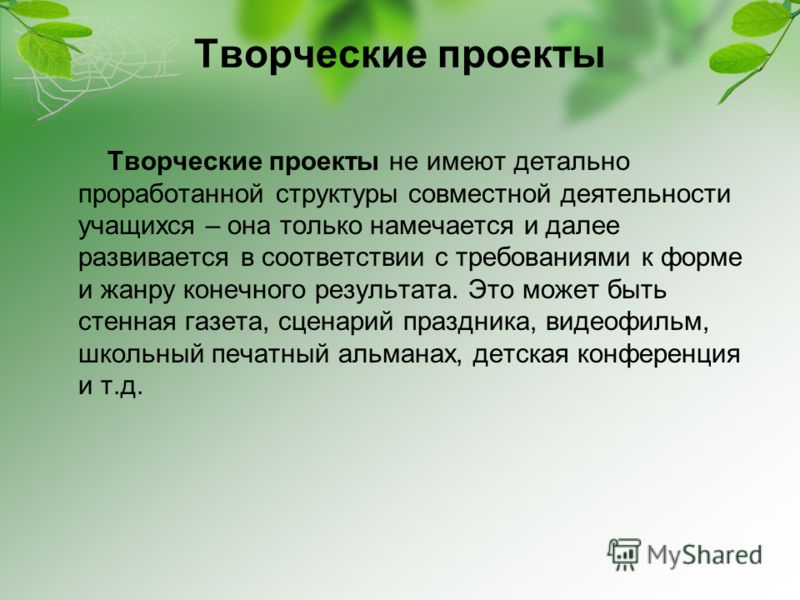 Творческие проекты
Творческие проекты не имеют детально
проработанной структуры совместной деятельности
учащихся – она только намечается и далее
развивается в соответствии с требованиями к форме
и жанру конечного результата. Это может быть
стенная газета, сценарий праздника, видеофильм,
школьный печатный альманах, детская конференция
и т.д.
MyShared